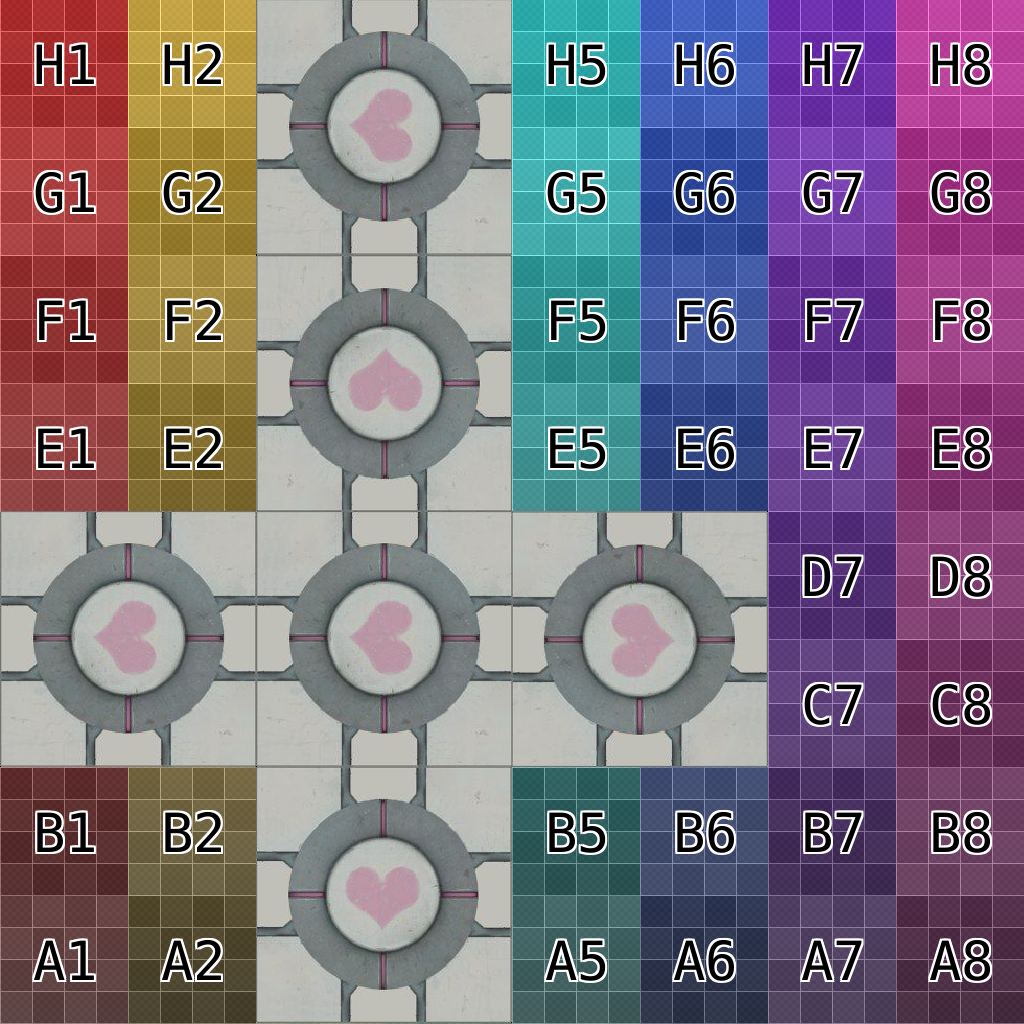 H1 H2 H5 H6 H7 H8
G1 G2 G5 G6 G7 G8
F1 F2 F5 F6 F7 F8
E1 E2 E5 E6 E7 E8
D7 D8
C7 C8
B1 B2 B5 B6 B7 B8
A1 A2 A5 A6 A7 A8